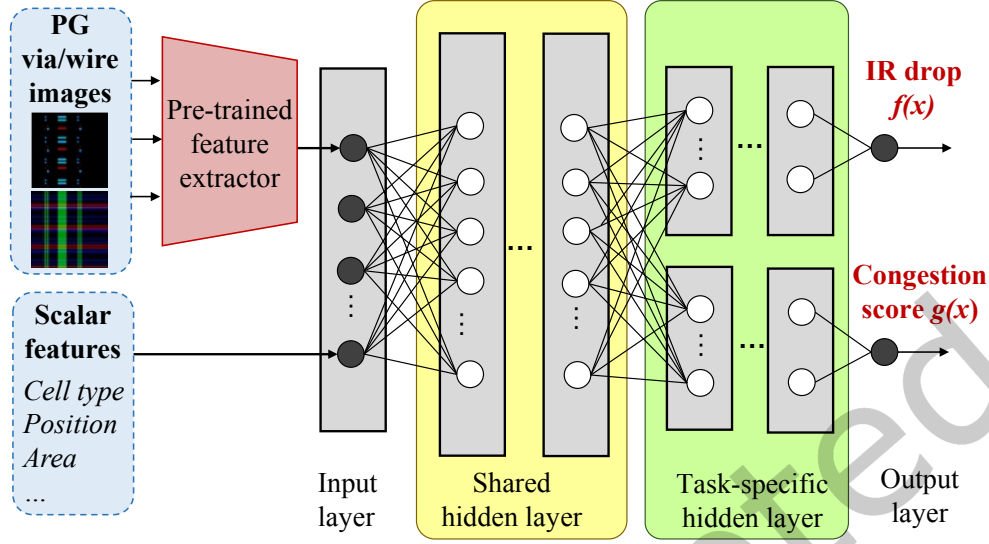 PG
via/wire
images
Pre-trained
feature
extractor
Scalar
features
Cell type
Position
Area
...
Input
layer
...
Shared
hidden layer
...
Task-specific
hidden layer
...
IR drop
f(x)
Congestion
score g(x)
Output
layer
ted